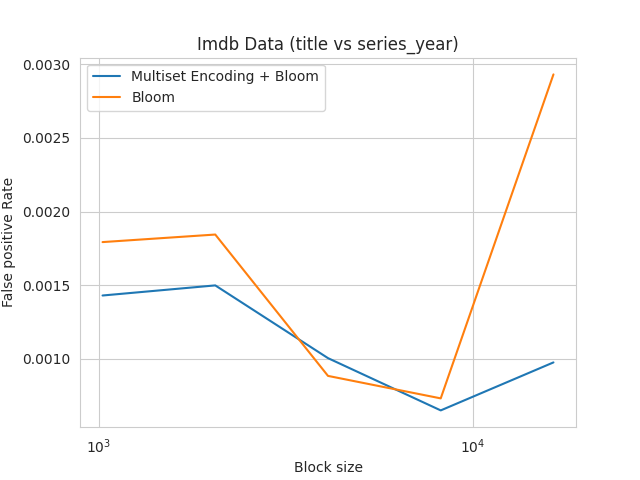 Imdb Data (title vs series_year)
Multiset Encoding + Bloom
Bloom
False positive Rate
0.0030
0.0025
0.0020
0.0015
0.0010
10³
10⁴
Block size